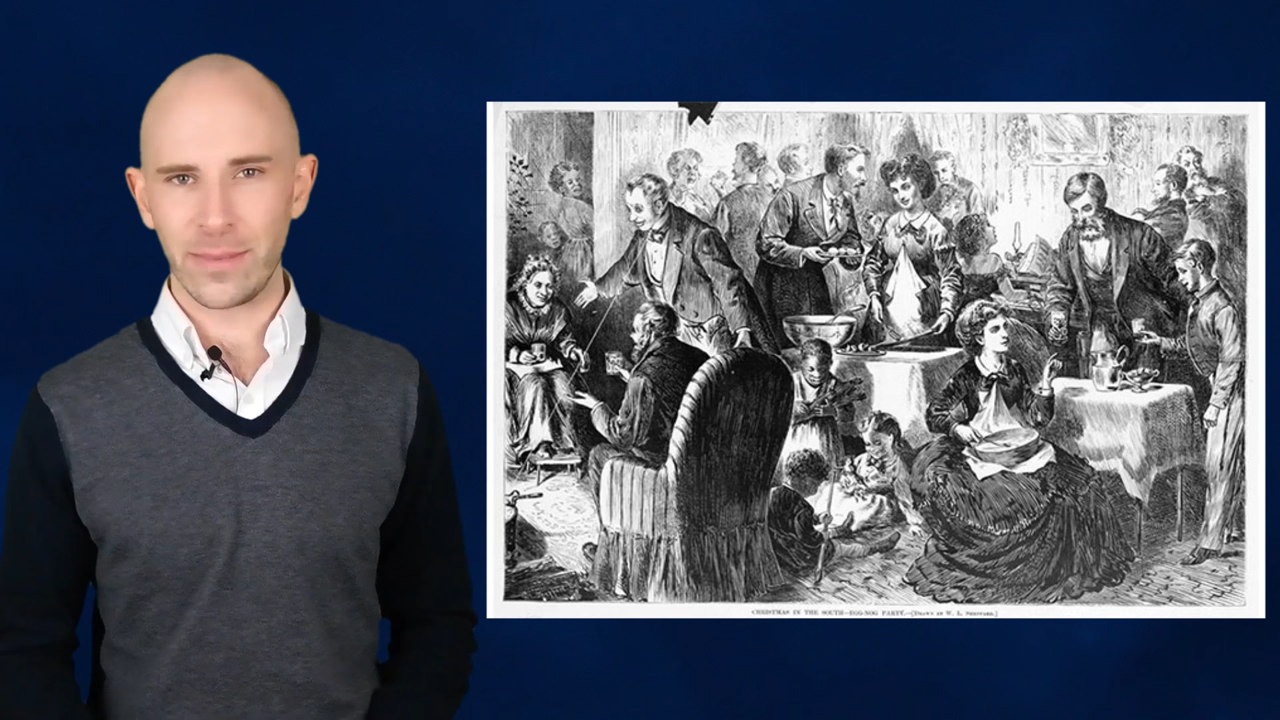 CHRISTMAS IN THE SOUTH—EGG-NOG PARTY.—[Drawn by W. L. Sheppard.]